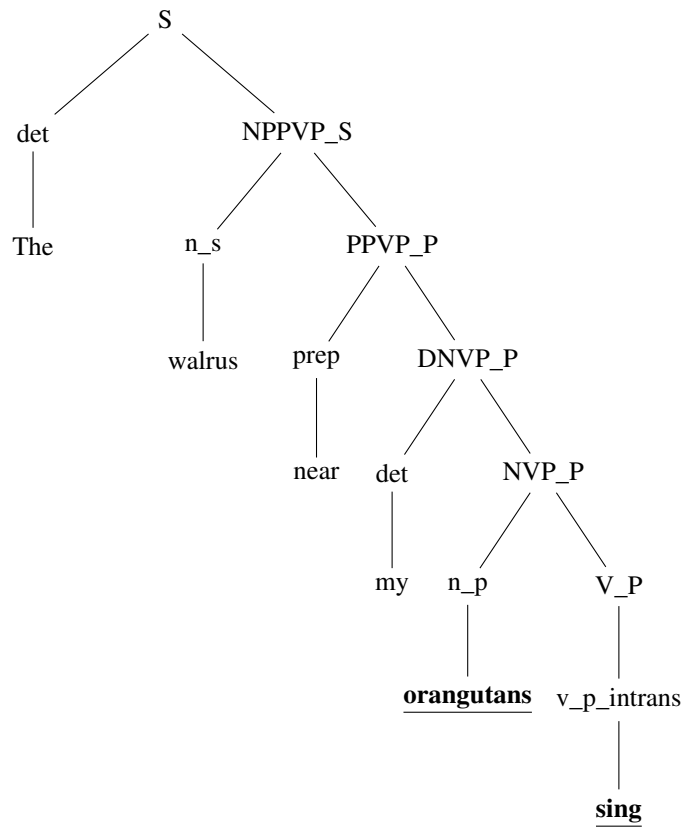 S
det NPPVP_S
The n_s PPVP_P
walrus prep DNVP_P
near det NVP_P
my n_p V_P
orangutans v_p_intrans
sing